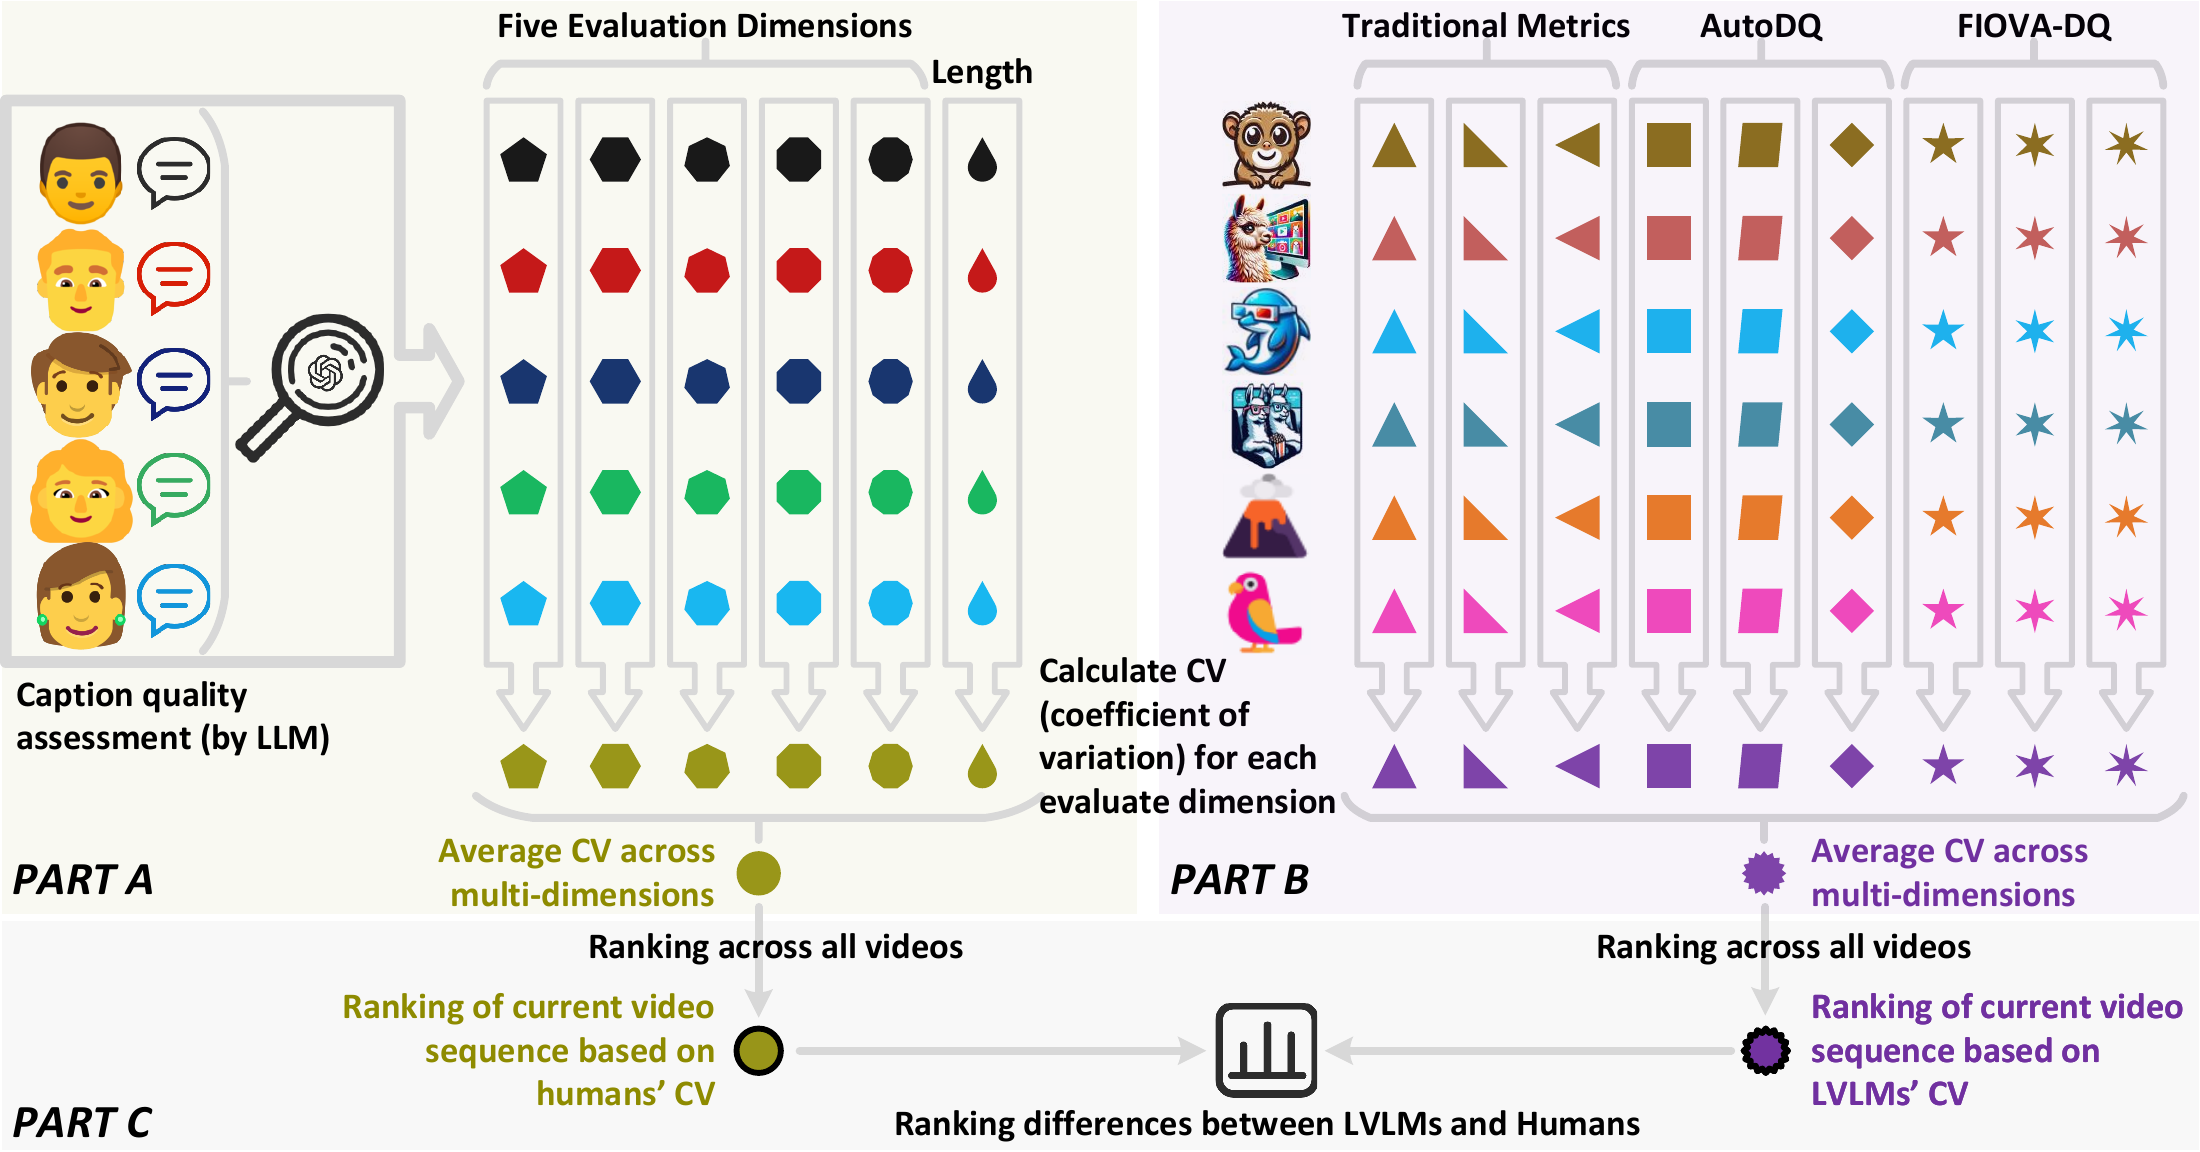 Five Evaluation Dimensions
Length
Caption quality
assessment (by LLM)
Calculate CV
(coefficient of
variation) for each
evaluate dimension
Average CV across
multi-dimensions
PART A
Traditional Metrics
AutoDQ
FIOVA-DQ
Average CV across
multi-dimensions
PART B
Ranking across all videos
Ranking of current video
sequence based on
humans’ CV
Ranking across all videos
Ranking of current video
sequence based on
LVLMs’ CV
Ranking differences between LVLMs and Humans
PART C